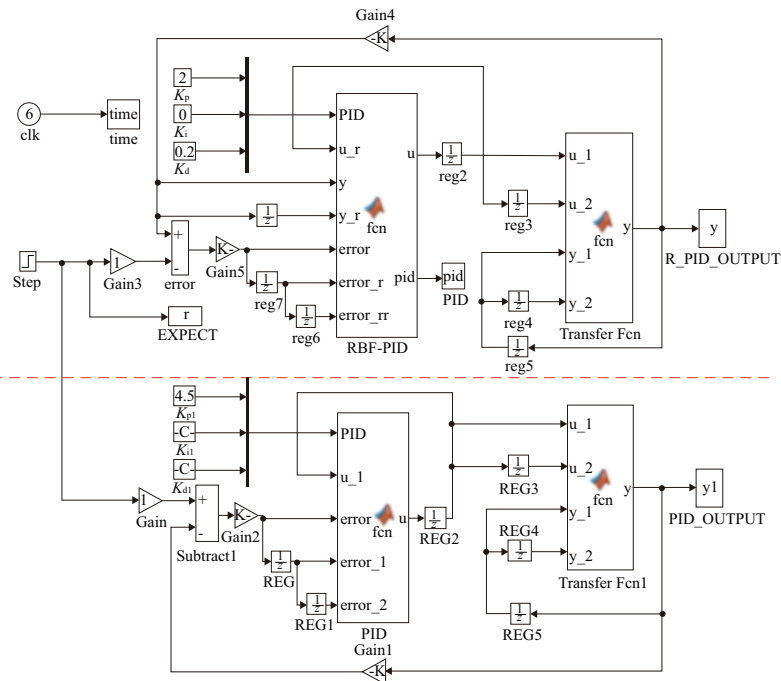 Gain4
-K
2
Kp
0
Ki
0.2
Kd
6
clk
time
time
PID
u_r
y
y_r
error
error_r
error_rr
u
pid
fcn
RBF-PID
1/z
+
-
error
K-
Gain5
1/z
reg7
1/z
reg6
Step
1
Gain3
r
EXPECT
1/z
reg2
1/z
reg3
pid
PID
1/z
reg4
1/z
reg5
u_1
u_2
y_1
y_2
fcn
y
Transfer Fcn
y
R_PID_OUTPUT
4.5
Kp1
-C-
Ki1
-C-
Kd1
1
Gain
+
-
Subtract1
K-
Gain2
1/z
REG
1/z
REG1
PID
u_1
error
error_1
error_2
fcn
u
PID
1/z
REG2
1/z
REG3
REG4
1/z
1/z
REG5
u_1
u_2
y_1
y_2
fcn
y
Transfer Fcn1
y1
PID_OUTPUT
Gain1
-K